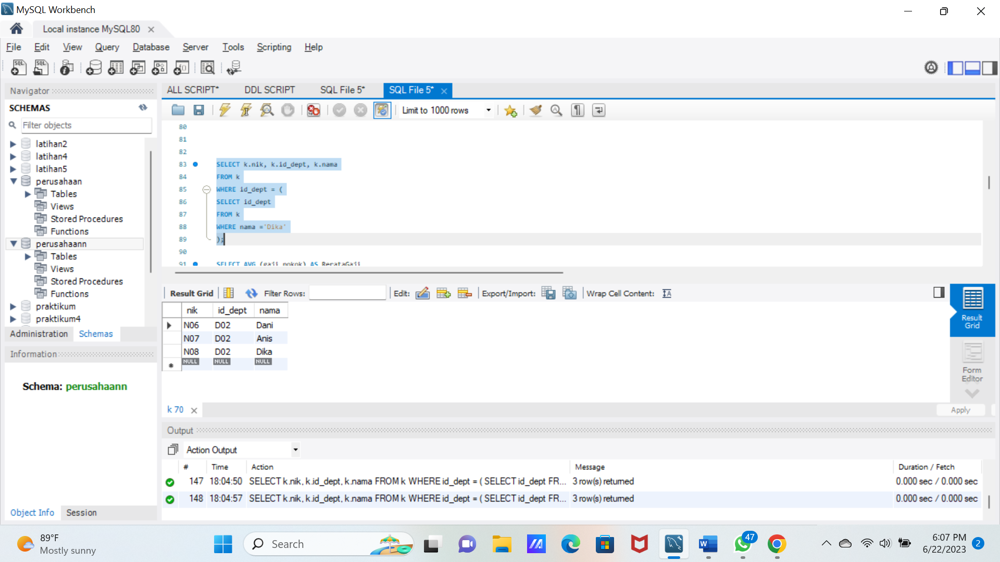 MySQL Workbench
Local instance MySQL80
File Edit View Query Database Server Tools Scripting Help
Navigator
SCHEMAS
Filter objects
latihan2
latihan4
latihan5
perusahaan
Tables
Views
Stored Procedures
Functions
perusahaann
Tables
Views
Stored Procedures
Functions
praktikum
praktikum4
Administration Schemas
Information
Schema: perusahaann
Object Info Session
ALL SCRIPT* DDL SCRIPT SQL File 5* SQL File 5*
Limit to 1000 rows
80
81
82
83 SELECT k.nik, k.id_dept, k.nama
84 FROM k
85 WHERE id_dept = (
86 SELECT id_dept
87 FROM k
88 WHERE nama ='Dika'
89 );
90
91 SELECT AVG (gaji_pokok) AS RerataGaji
Result Grid Filter Rows: Edit: Export/Import: Wrap Cell Content:
nik id_dept nama
N06 D02 Dani
N07 D02 Anis
N08 D02 Dika
NULL NULL NULL
Result Grid
Form Editor
k 70
Apply
Output
Action Output
# Time Action Message Duration / Fetch
147 18:04:50 SELECT k.nik, k.id_dept, k.nama FROM k WHERE id_dept = ( SELECT id_dept FR... 3 row(s) returned 0.000 sec / 0.000 sec
148 18:04:57 SELECT k.nik, k.id_dept, k.nama FROM k WHERE id_dept = ( SELECT id_dept FR... 3 row(s) returned 0.000 sec / 0.000 sec
89°F
Mostly sunny
Search
47
6:07 PM
6/22/2023
2